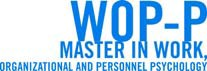 WOP-P
MASTER IN WORK,
ORGANIZATIONAL AND PERSONNEL PSYCHOLOGY